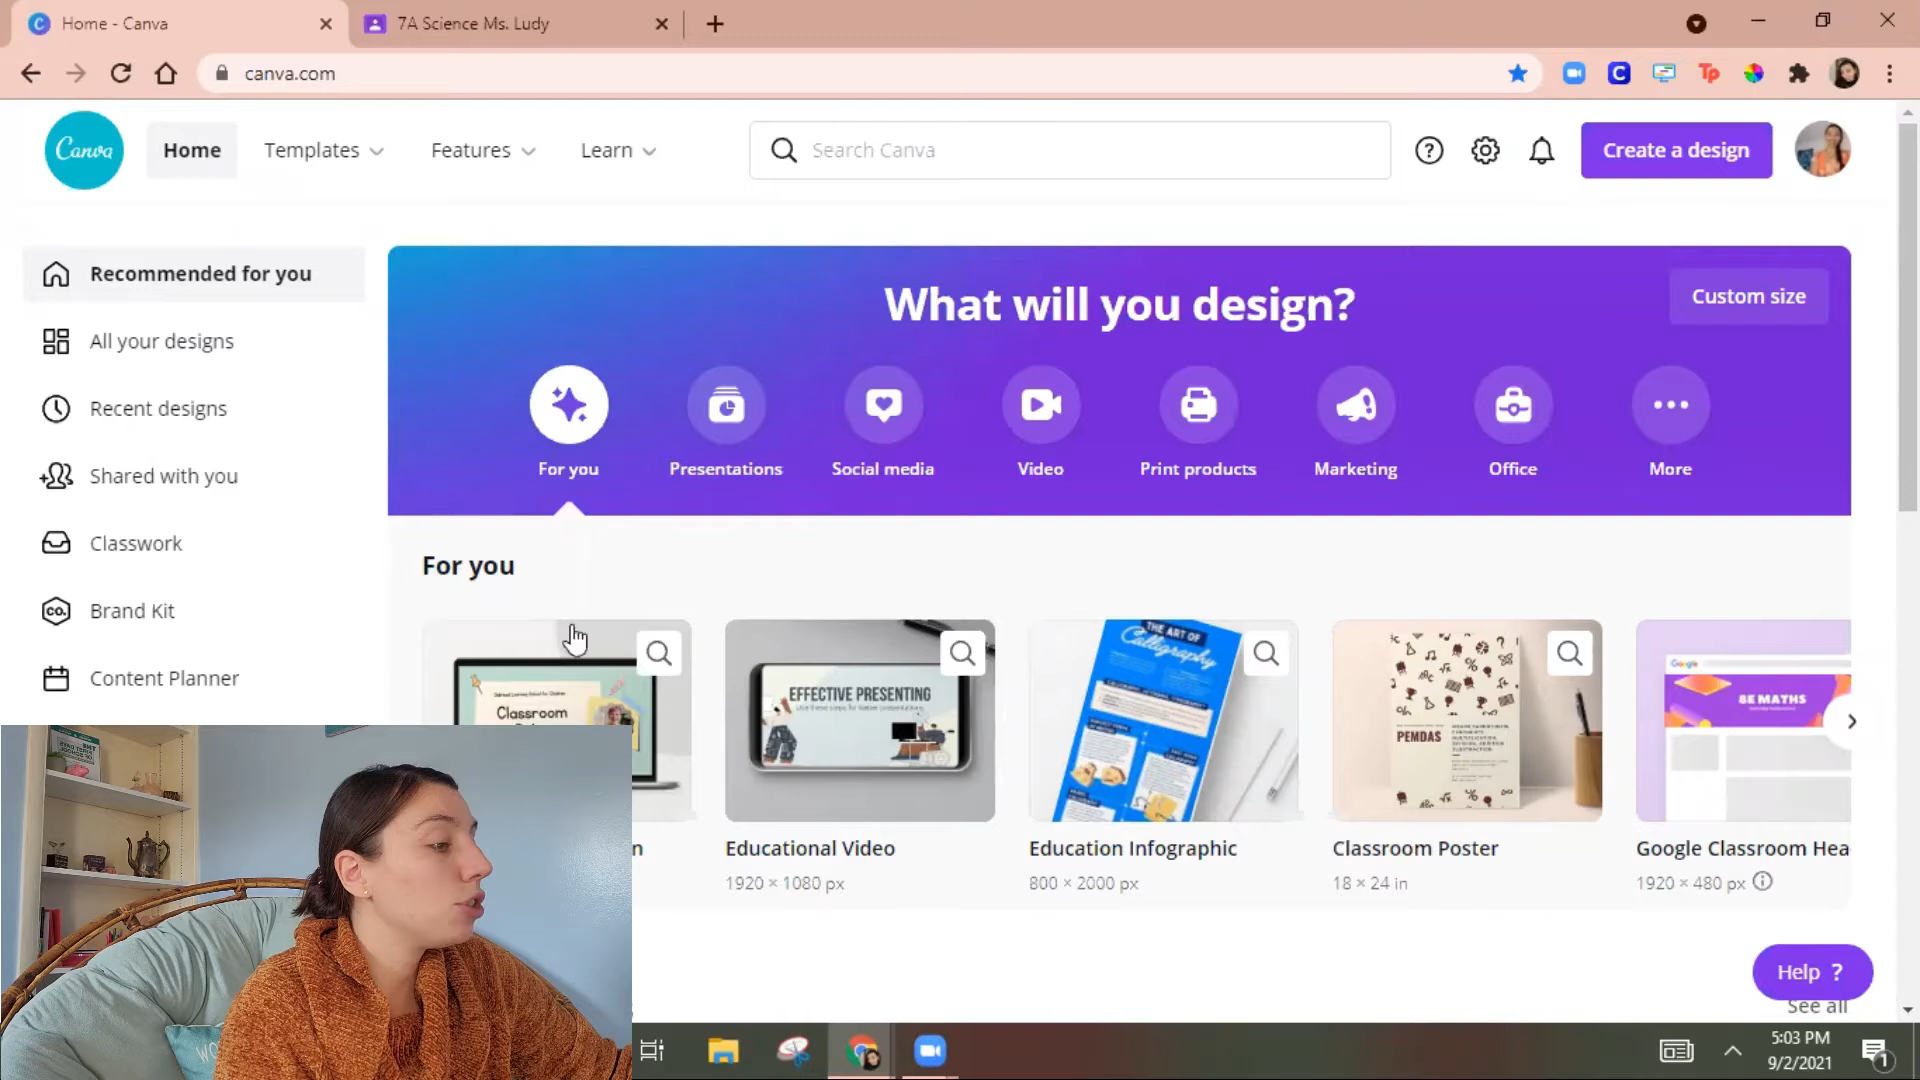 Home - Canva
7A Science Ms. Ludy
canva.com
Canva
Home
Templates
Features
Learn
Search Canva
Create a design
Recommended for you
All your designs
Recent designs
Shared with you
Classwork
Brand Kit
Content Planner
What will you design?
Custom size
For you
Presentations
Social media
Video
Print products
Marketing
Office
More
For you
Classroom
EFFECTIVE PRESENTING
THE ART OF
Calligraphy
PEMDAS
Google
8E MATHS
n
Educational Video
1920 × 1080 px
Education Infographic
800 × 2000 px
Classroom Poster
18 × 24 in
Google Classroom Hea
1920 × 480 px
Help ?
See all
5:03 PM
9/2/2021
1